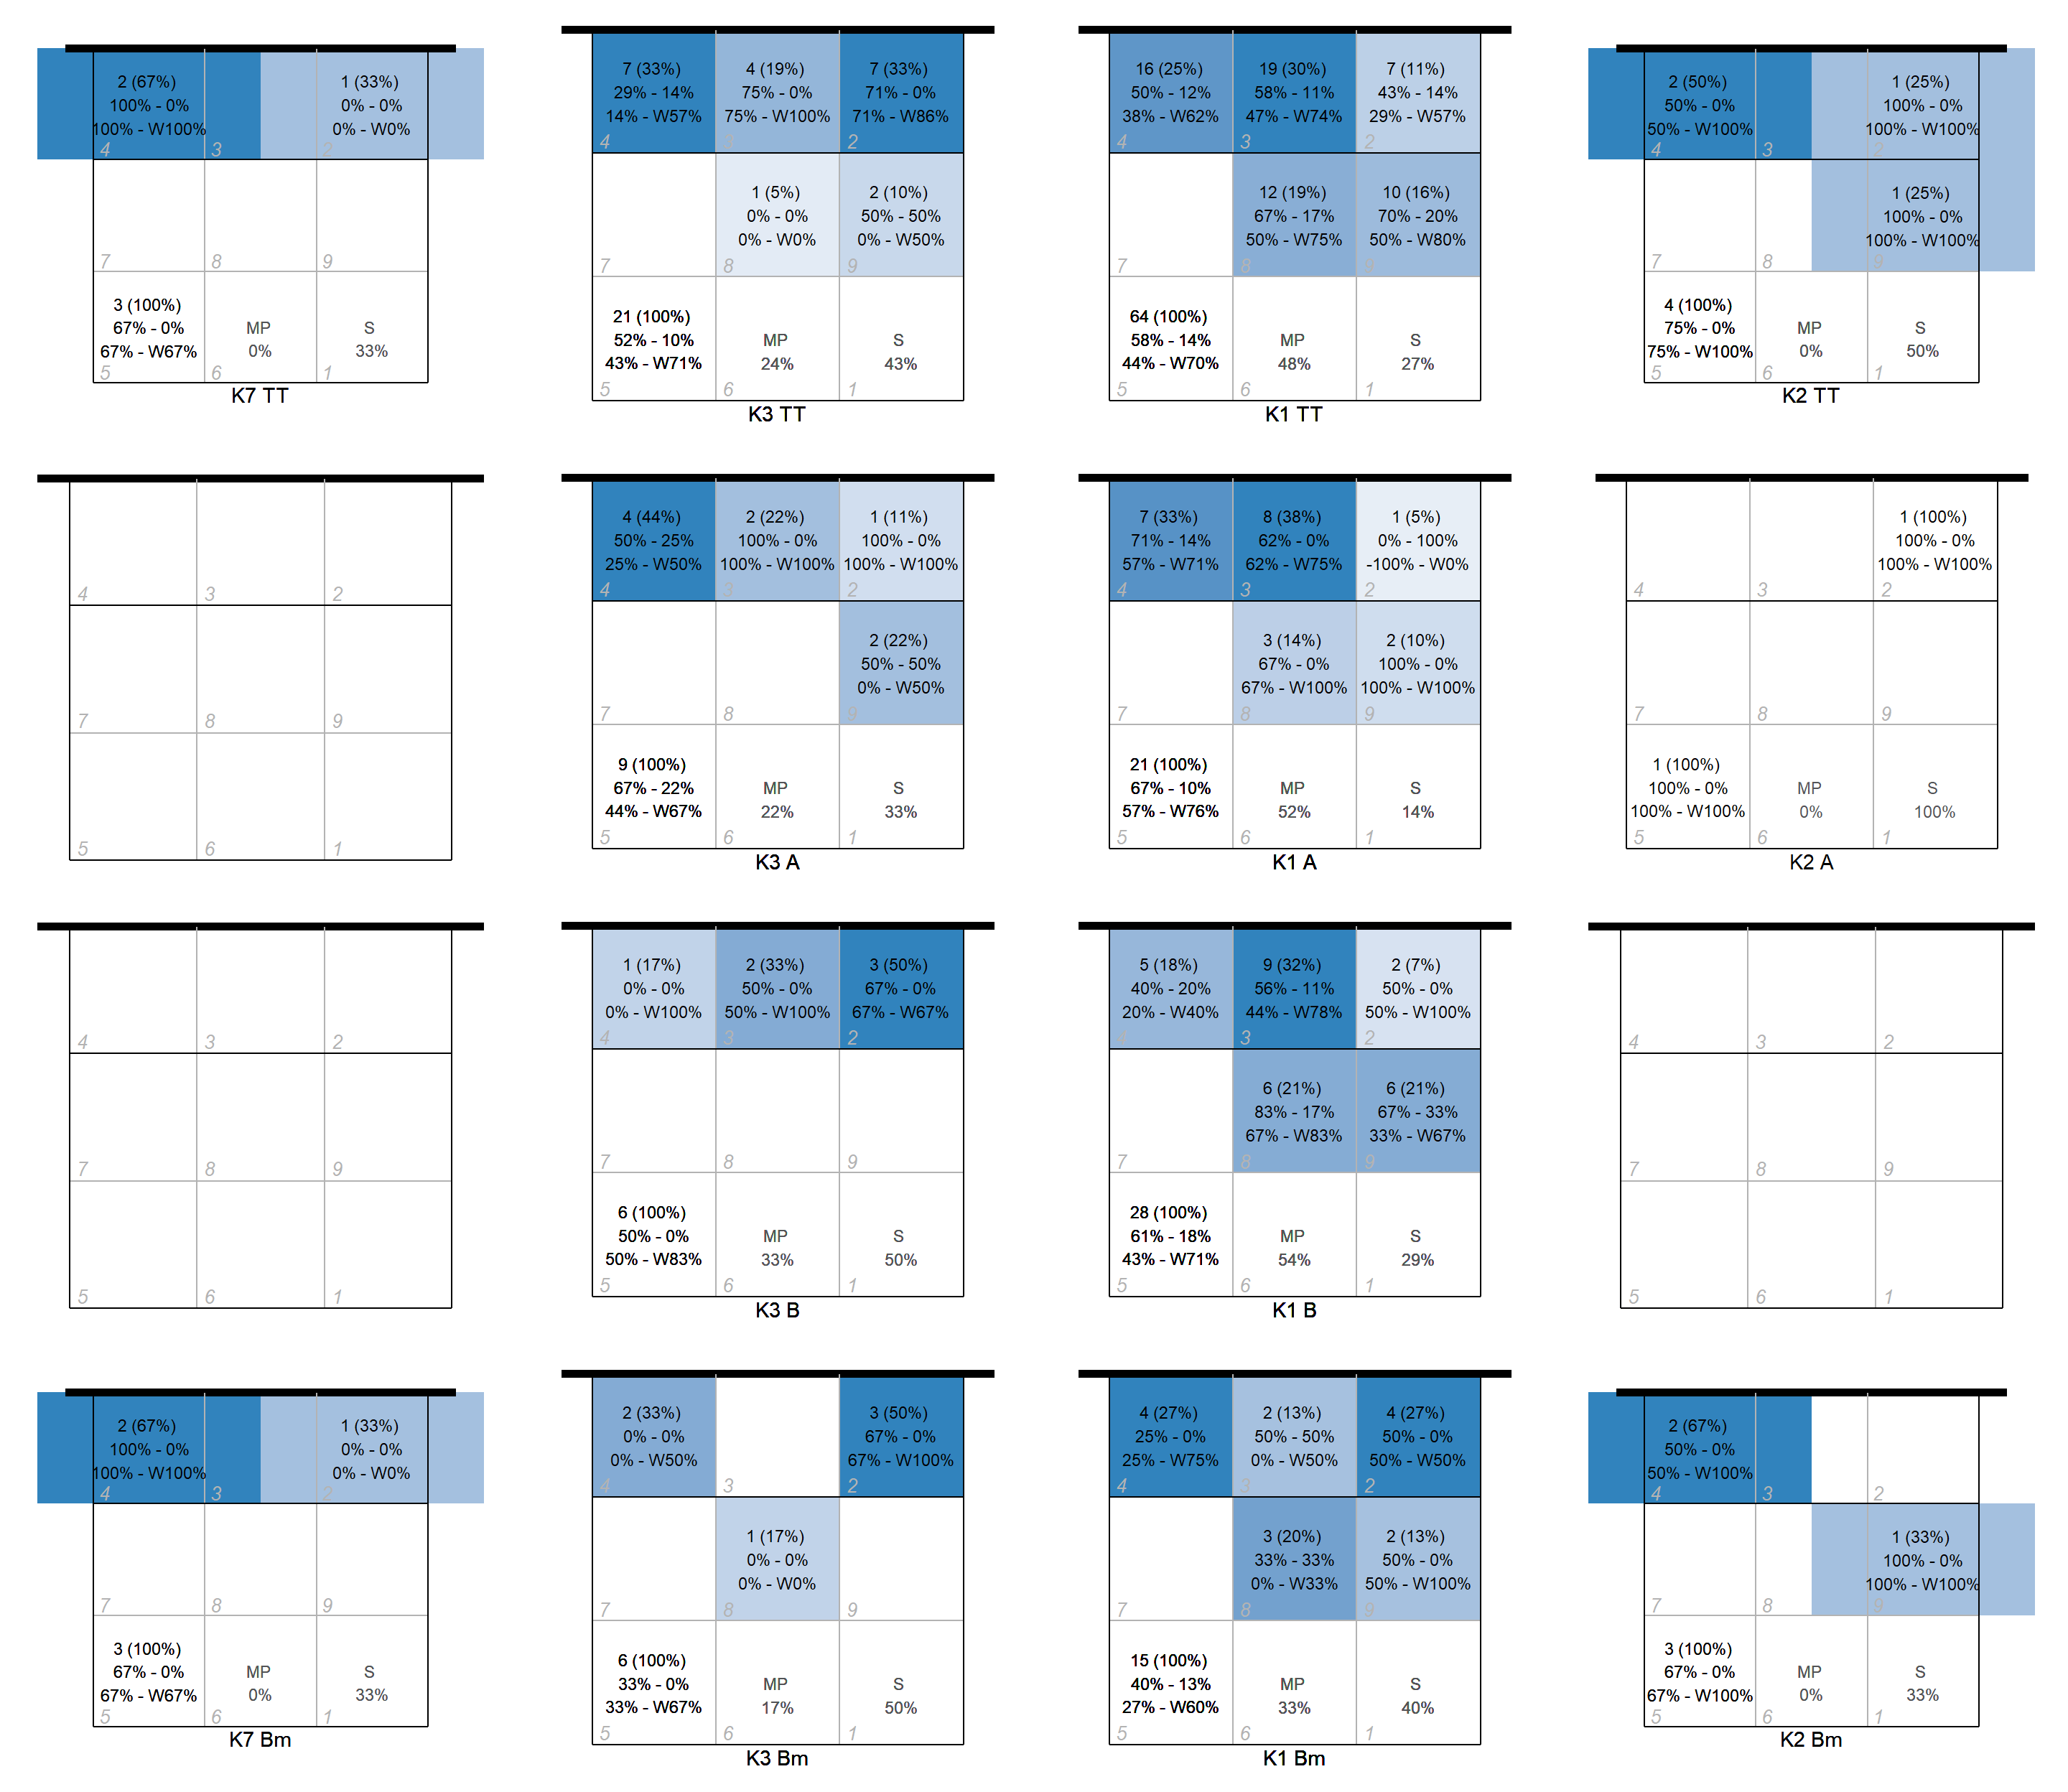 2 (67%)
100% - 0%
100% - W100%
4
3
1 (33%)
0% - 0%
0% - W0%
2
7
8
9
3 (100%)
67% - 0%
67% - W67%
5
MP
0%
6
S
33%
1
K7 TT
7 (33%)
29% - 14%
14% - W57%
4
4 (19%)
75% - 0%
75% - W100%
3
7 (33%)
71% - 0%
71% - W86%
2
7
1 (5%)
0% - 0%
0% - W0%
8
2 (10%)
50% - 50%
0% - W50%
9
21 (100%)
52% - 10%
43% - W71%
5
MP
24%
6
S
43%
1
K3 TT
16 (25%)
50% - 12%
38% - W62%
4
19 (30%)
58% - 11%
47% - W74%
3
7 (11%)
43% - 14%
29% - W57%
2
7
12 (19%)
67% - 17%
50% - W75%
8
10 (16%)
70% - 20%
50% - W80%
9
64 (100%)
58% - 14%
44% - W70%
5
MP
48%
6
S
27%
1
K1 TT
2 (50%)
50% - 0%
50% - W100%
4
3
1 (25%)
100% - 0%
100% - W100%
2
7
8
1 (25%)
100% - 0%
100% - W100%
9
4 (100%)
75% - 0%
75% - W100%
5
MP
0%
6
S
50%
1
K2 TT
4
3
2
7
8
9
5
6
1
4 (44%)
50% - 25%
25% - W50%
4
2 (22%)
100% - 0%
100% - W100%
3
1 (11%)
100% - 0%
100% - W100%
2
7
8
2 (22%)
50% - 50%
0% - W50%
9
9 (100%)
67% - 22%
44% - W67%
5
MP
22%
6
S
33%
1
K3 A
7 (33%)
71% - 14%
57% - W71%
4
8 (38%)
62% - 0%
62% - W75%
3
1 (5%)
0% - 100%
-100% - W0%
2
7
3 (14%)
67% - 0%
67% - W100%
8
2 (10%)
100% - 0%
100% - W100%
9
21 (100%)
67% - 10%
57% - W76%
5
MP
52%
6
S
14%
1
K1 A
4
3
1 (100%)
100% - 0%
100% - W100%
2
7
8
9
1 (100%)
100% - 0%
100% - W100%
5
MP
0%
6
S
100%
1
K2 A
4
3
2
7
8
9
5
6
1
1 (17%)
0% - 0%
0% - W100%
4
2 (33%)
50% - 0%
50% - W100%
3
3 (50%)
67% - 0%
67% - W67%
2
7
8
9
6 (100%)
50% - 0%
50% - W83%
5
MP
33%
6
S
50%
1
K3 B
5 (18%)
40% - 20%
20% - W40%
4
9 (32%)
56% - 11%
44% - W78%
3
2 (7%)
50% - 0%
50% - W100%
2
7
6 (21%)
83% - 17%
67% - W83%
8
6 (21%)
67% - 33%
33% - W67%
9
28 (100%)
61% - 18%
43% - W71%
5
MP
54%
6
S
29%
1
K1 B
4
3
2
7
8
9
5
6
1
2 (67%)
100% - 0%
100% - W100%
4
3
1 (33%)
0% - 0%
0% - W0%
2
7
8
9
3 (100%)
67% - 0%
67% - W67%
5
MP
0%
6
S
33%
1
K7 Bm
2 (33%)
0% - 0%
0% - W50%
4
3
3 (50%)
67% - 0%
67% - W100%
2
7
1 (17%)
0% - 0%
0% - W0%
8
9
6 (100%)
33% - 0%
33% - W67%
5
MP
17%
6
S
50%
1
K3 Bm
4 (27%)
25% - 0%
25% - W75%
4
2 (13%)
50% - 50%
0% - W50%
3
4 (27%)
50% - 0%
50% - W50%
2
7
3 (20%)
33% - 33%
0% - W33%
8
2 (13%)
50% - 0%
50% - W100%
9
15 (100%)
40% - 13%
27% - W60%
5
MP
33%
6
S
40%
1
K1 Bm
2 (67%)
50% - 0%
50% - W100%
4
3
2
7
8
1 (33%)
100% - 0%
100% - W100%
9
3 (100%)
67% - 0%
67% - W100%
5
MP
0%
6
S
33%
1
K2 Bm